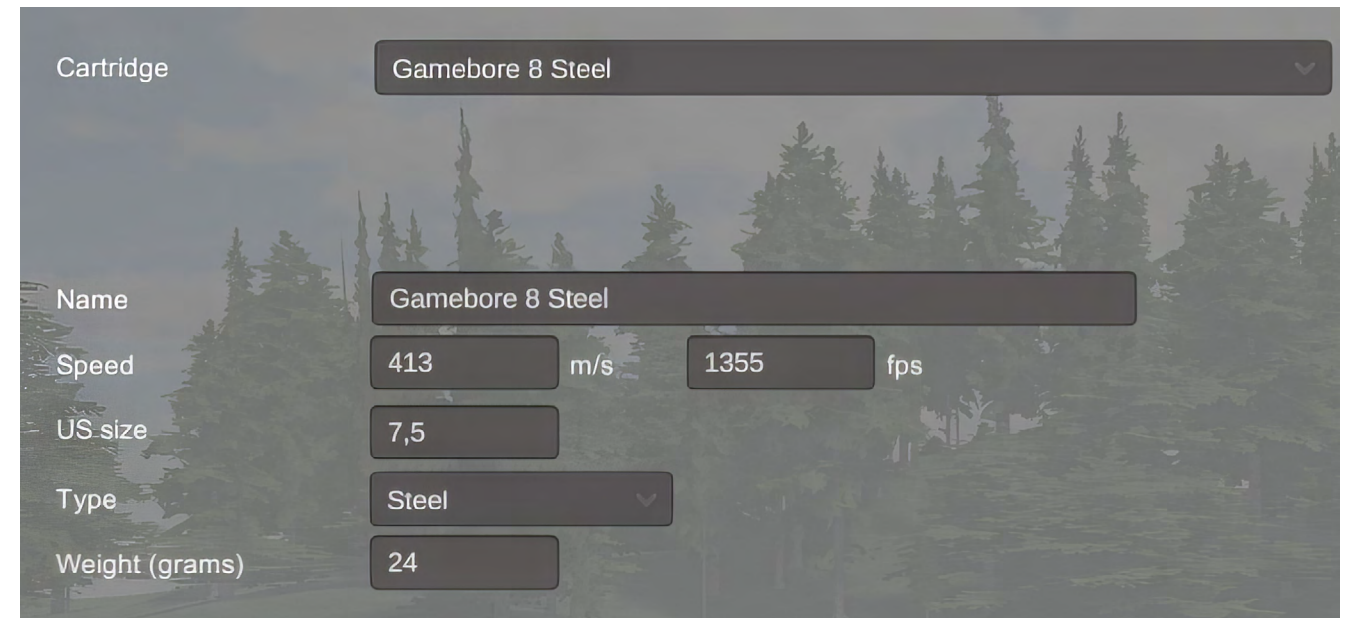 Cartridge Gamebore 8 Steel
Name Gamebore 8 Steel
Speed 413 m/s 1355 fps
US size 7,5
Type Steel
Weight (grams) 24